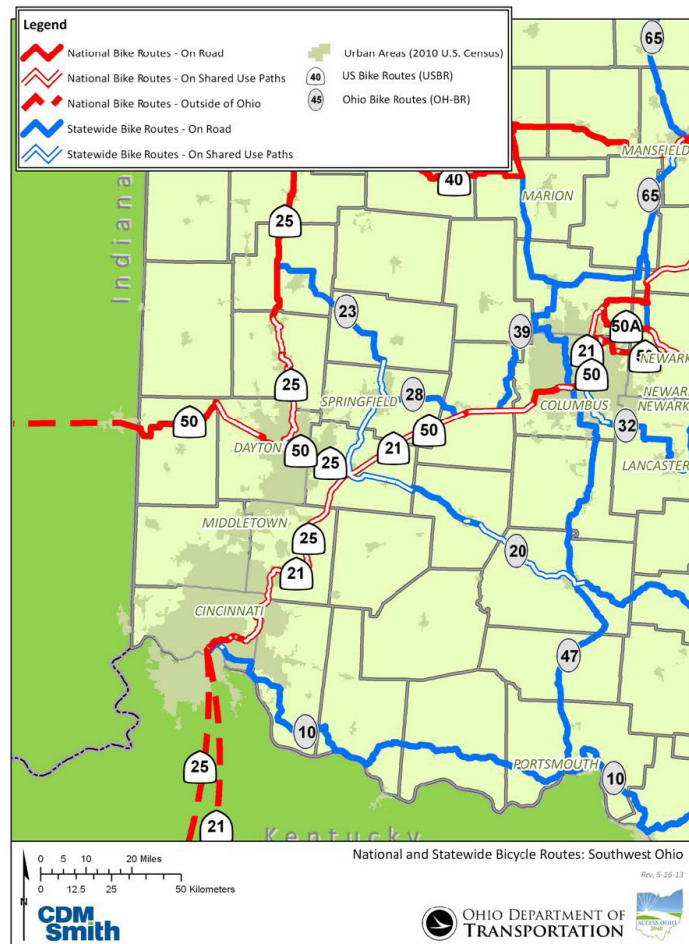 Legend
National Bike Routes - On Road
National Bike Routes - On Shared Use Paths
National Bike Routes - Outside of Ohio
Statewide Bike Routes - On Road
Statewide Bike Routes - On Shared Use Paths
Urban Areas (2010 U.S. Census)
40 US Bike Routes (USBR)
45 Ohio Bike Routes (OH-BR)
65
MANSFIELD
40
MARION
65
Indiana
25
23
39
50A
21
NEWARK
50
25
SPRINGFIELD
28
COLUMBUS
NEWARK
50
50
21
32
DAYTON
50
25
LANCASTER
MIDDLETOWN
25
20
21
CINCINNATI
47
10
PORTSMOUTH
25
10
21
Kentucky
0 5 10 20 Miles
0 12.5 25 50 Kilometers
N
CDM
Smith
National and Statewide Bicycle Routes: Southwest Ohio
Rev. 5-16-13
OHIO DEPARTMENT OF
TRANSPORTATION
ACCESS OHIO
2040